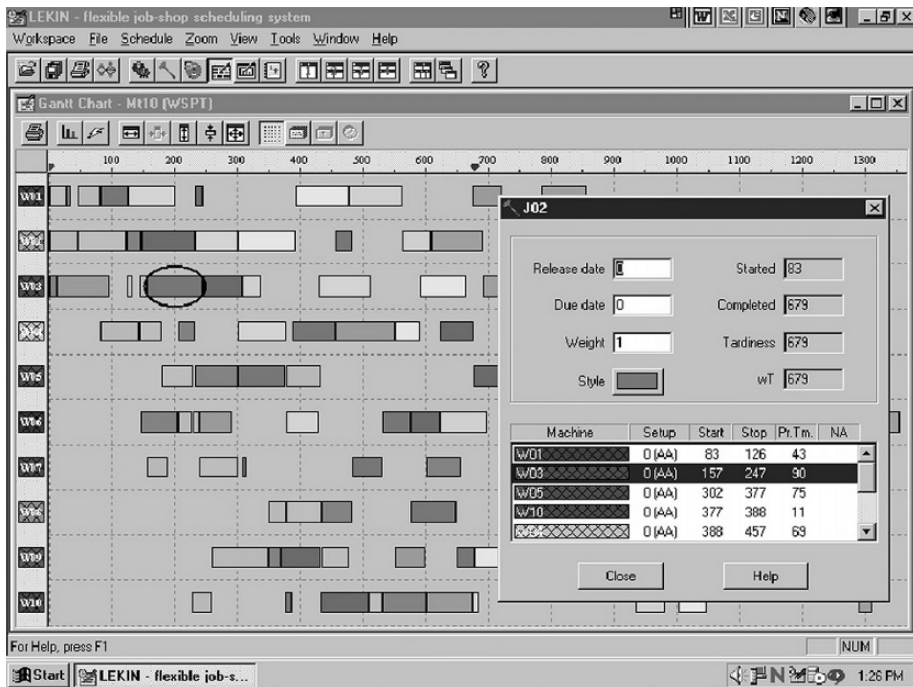 LEKIN - flexible job-shop scheduling system
Workspace File Schedule Zoom View Tools Window Help
Gantt Chart - Mt10 (WSPT)
100 200 300 400 500 600 700 800 900 1000 1100 1200 1300
W01
W03
W05
W06
W07
W09
W10
J02
Release date 0 Started 83
Due date 0 Completed 679
Weight 1 Tardiness 679
Style wT 679
Machine Setup Start Stop Pr.Tm. NA
W01 0 (AA) 83 126 43
W03 0 (AA) 157 247 90
W05 0 (AA) 302 377 75
W10 0 (AA) 377 388 11
0 (AA) 388 457 69
Close Help
For Help, press F1 NUM
Start LEKIN - flexible job-s... 1:26 PM